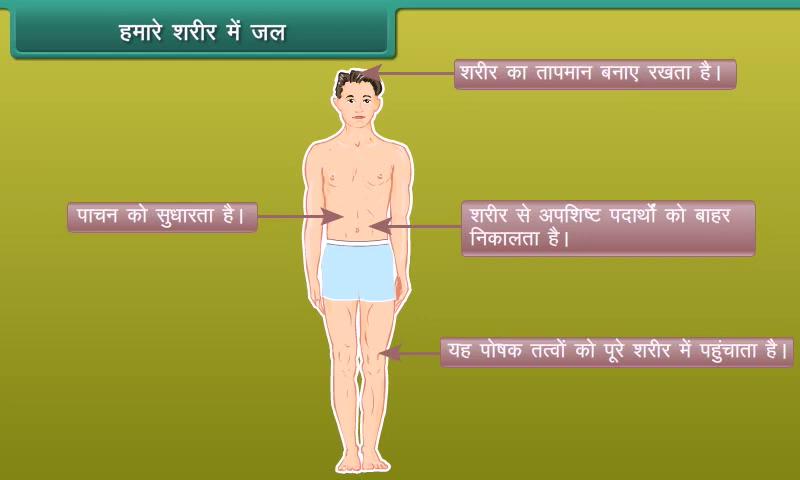 हमारे शरीर में जल
शरीर का तापमान बनाए रखता है।
पाचन को सुधारता है।
शरीर से अपशिष्ट पदार्थों को बाहर
निकालता है।
यह पोषक तत्वों को पूरे शरीर में पहुंचाता है।